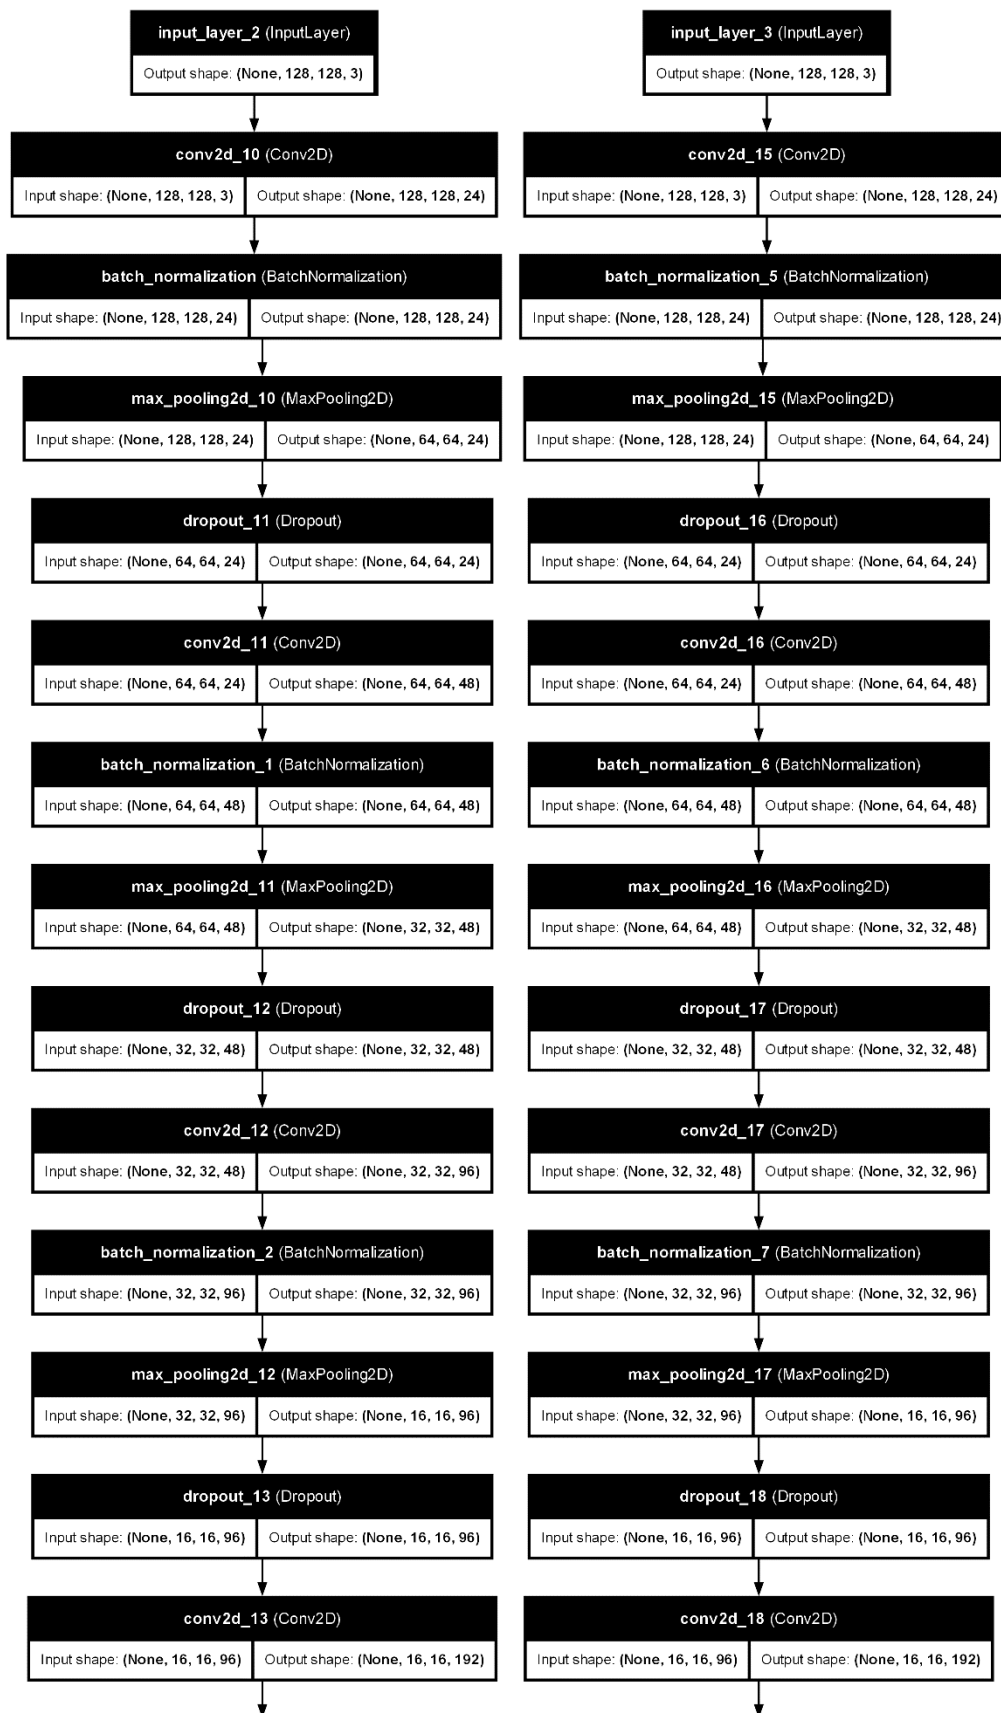 input_layer_2 (InputLayer)
Output shape: (None, 128, 128, 3)
conv2d_10 (Conv2D)
Input shape: (None, 128, 128, 3) Output shape: (None, 128, 128, 24)
batch_normalization (BatchNormalization)
Input shape: (None, 128, 128, 24) Output shape: (None, 128, 128, 24)
max_pooling2d_10 (MaxPooling2D)
Input shape: (None, 128, 128, 24) Output shape: (None, 64, 64, 24)
dropout_11 (Dropout)
Input shape: (None, 64, 64, 24) Output shape: (None, 64, 64, 24)
conv2d_11 (Conv2D)
Input shape: (None, 64, 64, 24) Output shape: (None, 64, 64, 48)
batch_normalization_1 (BatchNormalization)
Input shape: (None, 64, 64, 48) Output shape: (None, 64, 64, 48)
max_pooling2d_11 (MaxPooling2D)
Input shape: (None, 64, 64, 48) Output shape: (None, 32, 32, 48)
dropout_12 (Dropout)
Input shape: (None, 32, 32, 48) Output shape: (None, 32, 32, 48)
conv2d_12 (Conv2D)
Input shape: (None, 32, 32, 48) Output shape: (None, 32, 32, 96)
batch_normalization_2 (BatchNormalization)
Input shape: (None, 32, 32, 96) Output shape: (None, 32, 32, 96)
max_pooling2d_12 (MaxPooling2D)
Input shape: (None, 32, 32, 96) Output shape: (None, 16, 16, 96)
dropout_13 (Dropout)
Input shape: (None, 16, 16, 96) Output shape: (None, 16, 16, 96)
conv2d_13 (Conv2D)
Input shape: (None, 16, 16, 96) Output shape: (None, 16, 16, 192)
input_layer_3 (InputLayer)
Output shape: (None, 128, 128, 3)
conv2d_15 (Conv2D)
Input shape: (None, 128, 128, 3) Output shape: (None, 128, 128, 24)
batch_normalization_5 (BatchNormalization)
Input shape: (None, 128, 128, 24) Output shape: (None, 128, 128, 24)
max_pooling2d_15 (MaxPooling2D)
Input shape: (None, 128, 128, 24) Output shape: (None, 64, 64, 24)
dropout_16 (Dropout)
Input shape: (None, 64, 64, 24) Output shape: (None, 64, 64, 24)
conv2d_16 (Conv2D)
Input shape: (None, 64, 64, 24) Output shape: (None, 64, 64, 48)
batch_normalization_6 (BatchNormalization)
Input shape: (None, 64, 64, 48) Output shape: (None, 64, 64, 48)
max_pooling2d_16 (MaxPooling2D)
Input shape: (None, 64, 64, 48) Output shape: (None, 32, 32, 48)
dropout_17 (Dropout)
Input shape: (None, 32, 32, 48) Output shape: (None, 32, 32, 48)
conv2d_17 (Conv2D)
Input shape: (None, 32, 32, 48) Output shape: (None, 32, 32, 96)
batch_normalization_7 (BatchNormalization)
Input shape: (None, 32, 32, 96) Output shape: (None, 32, 32, 96)
max_pooling2d_17 (MaxPooling2D)
Input shape: (None, 32, 32, 96) Output shape: (None, 16, 16, 96)
dropout_18 (Dropout)
Input shape: (None, 16, 16, 96) Output shape: (None, 16, 16, 96)
conv2d_18 (Conv2D)
Input shape: (None, 16, 16, 96) Output shape: (None, 16, 16, 192)